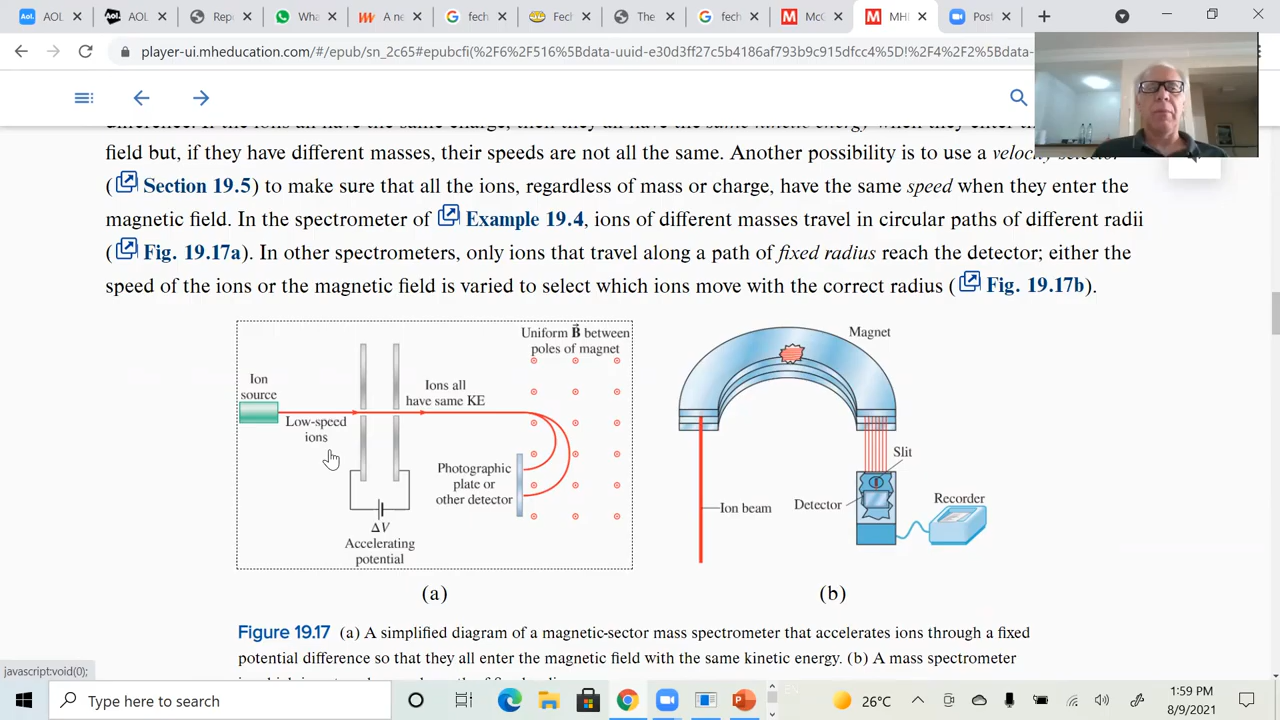 AOL
AOL
Rep
Wha
A ne
fech
Fecl
The
fech
McG
MHE
Post
player-ui.mheducation.com/#/epub/sn_2c65#epubcfi(%2F6%2F516%5Bdata-uuid-e30d3ff27c5b4186af793b9c915dfcc4%5D!%2F4%2F2%5Bdata-
field but, if they have different masses, their speeds are not all the same. Another possibility is to use a velocity selector
(Section 19.5) to make sure that all the ions, regardless of mass or charge, have the same speed when they enter the
magnetic field. In the spectrometer of Example 19.4, ions of different masses travel in circular paths of different radii
(Fig. 19.17a). In other spectrometers, only ions that travel along a path of fixed radius reach the detector; either the
speed of the ions or the magnetic field is varied to select which ions move with the correct radius (Fig. 19.17b).
Uniform B⃗ between
poles of magnet
Ion
source
Ions all
have same KE
Low-speed
ions
Photographic
plate or
other detector
ΔV
Accelerating
potential
(a)
Magnet
Slit
Ion beam
Detector
Recorder
(b)
Figure 19.17 (a) A simplified diagram of a magnetic-sector mass spectrometer that accelerates ions through a fixed
potential difference so that they all enter the magnetic field with the same kinetic energy. (b) A mass spectrometer
javascript:void(0);
Type here to search
26°C
1:59 PM
8/9/2021